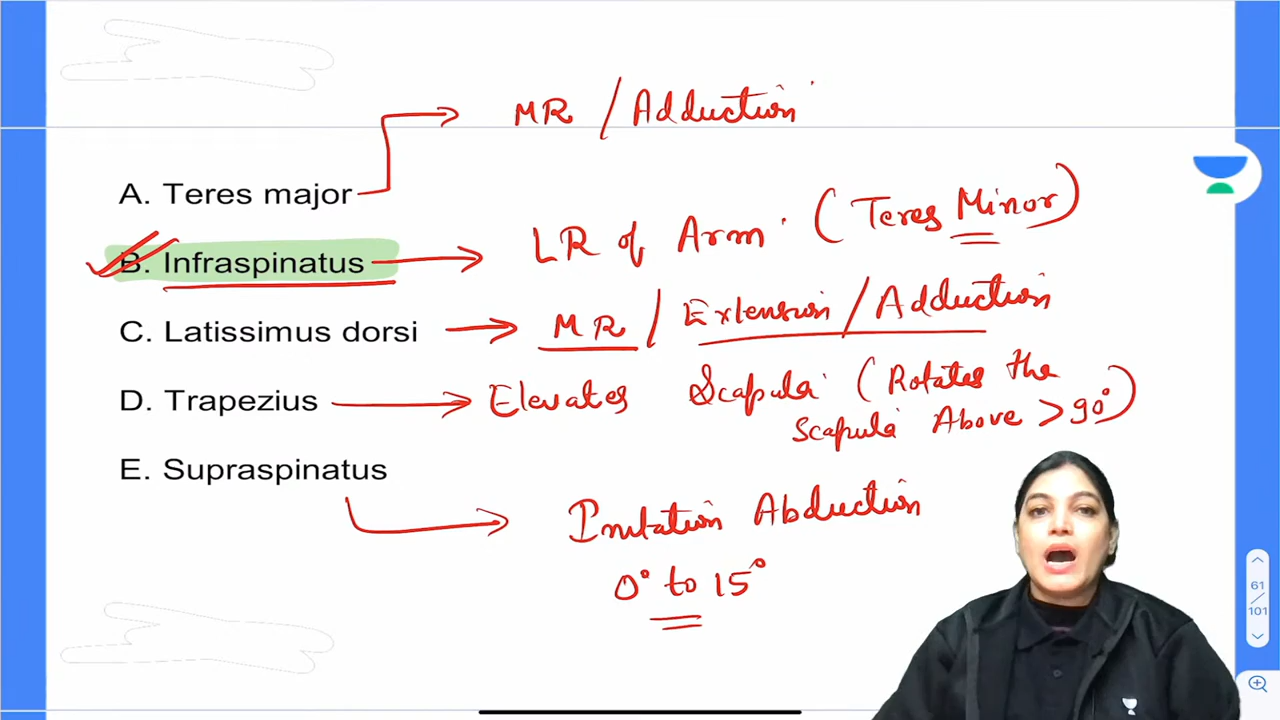 MR / Adduction
A. Teres major
LR of Arm (Teres Minor)
B. Infraspinatus
MR / Extension / Adduction
C. Latissimus dorsi
Elevates Scapula (Rotates the
Scapula Above > 90°)
D. Trapezius
E. Supraspinatus
Initation Abduction
0° to 15°
61
/
101